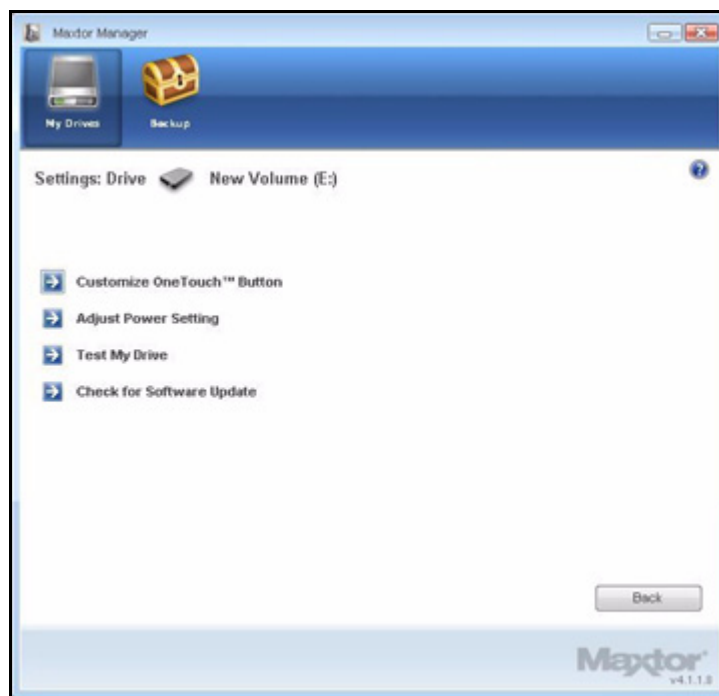 Maxtor Manager
My Drives
Backup
Settings: Drive New Volume (E:)
?
Customize OneTouch™ Button
Adjust Power Setting
Test My Drive
Check for Software Update
Back
Maxtor
v4.1.1.8